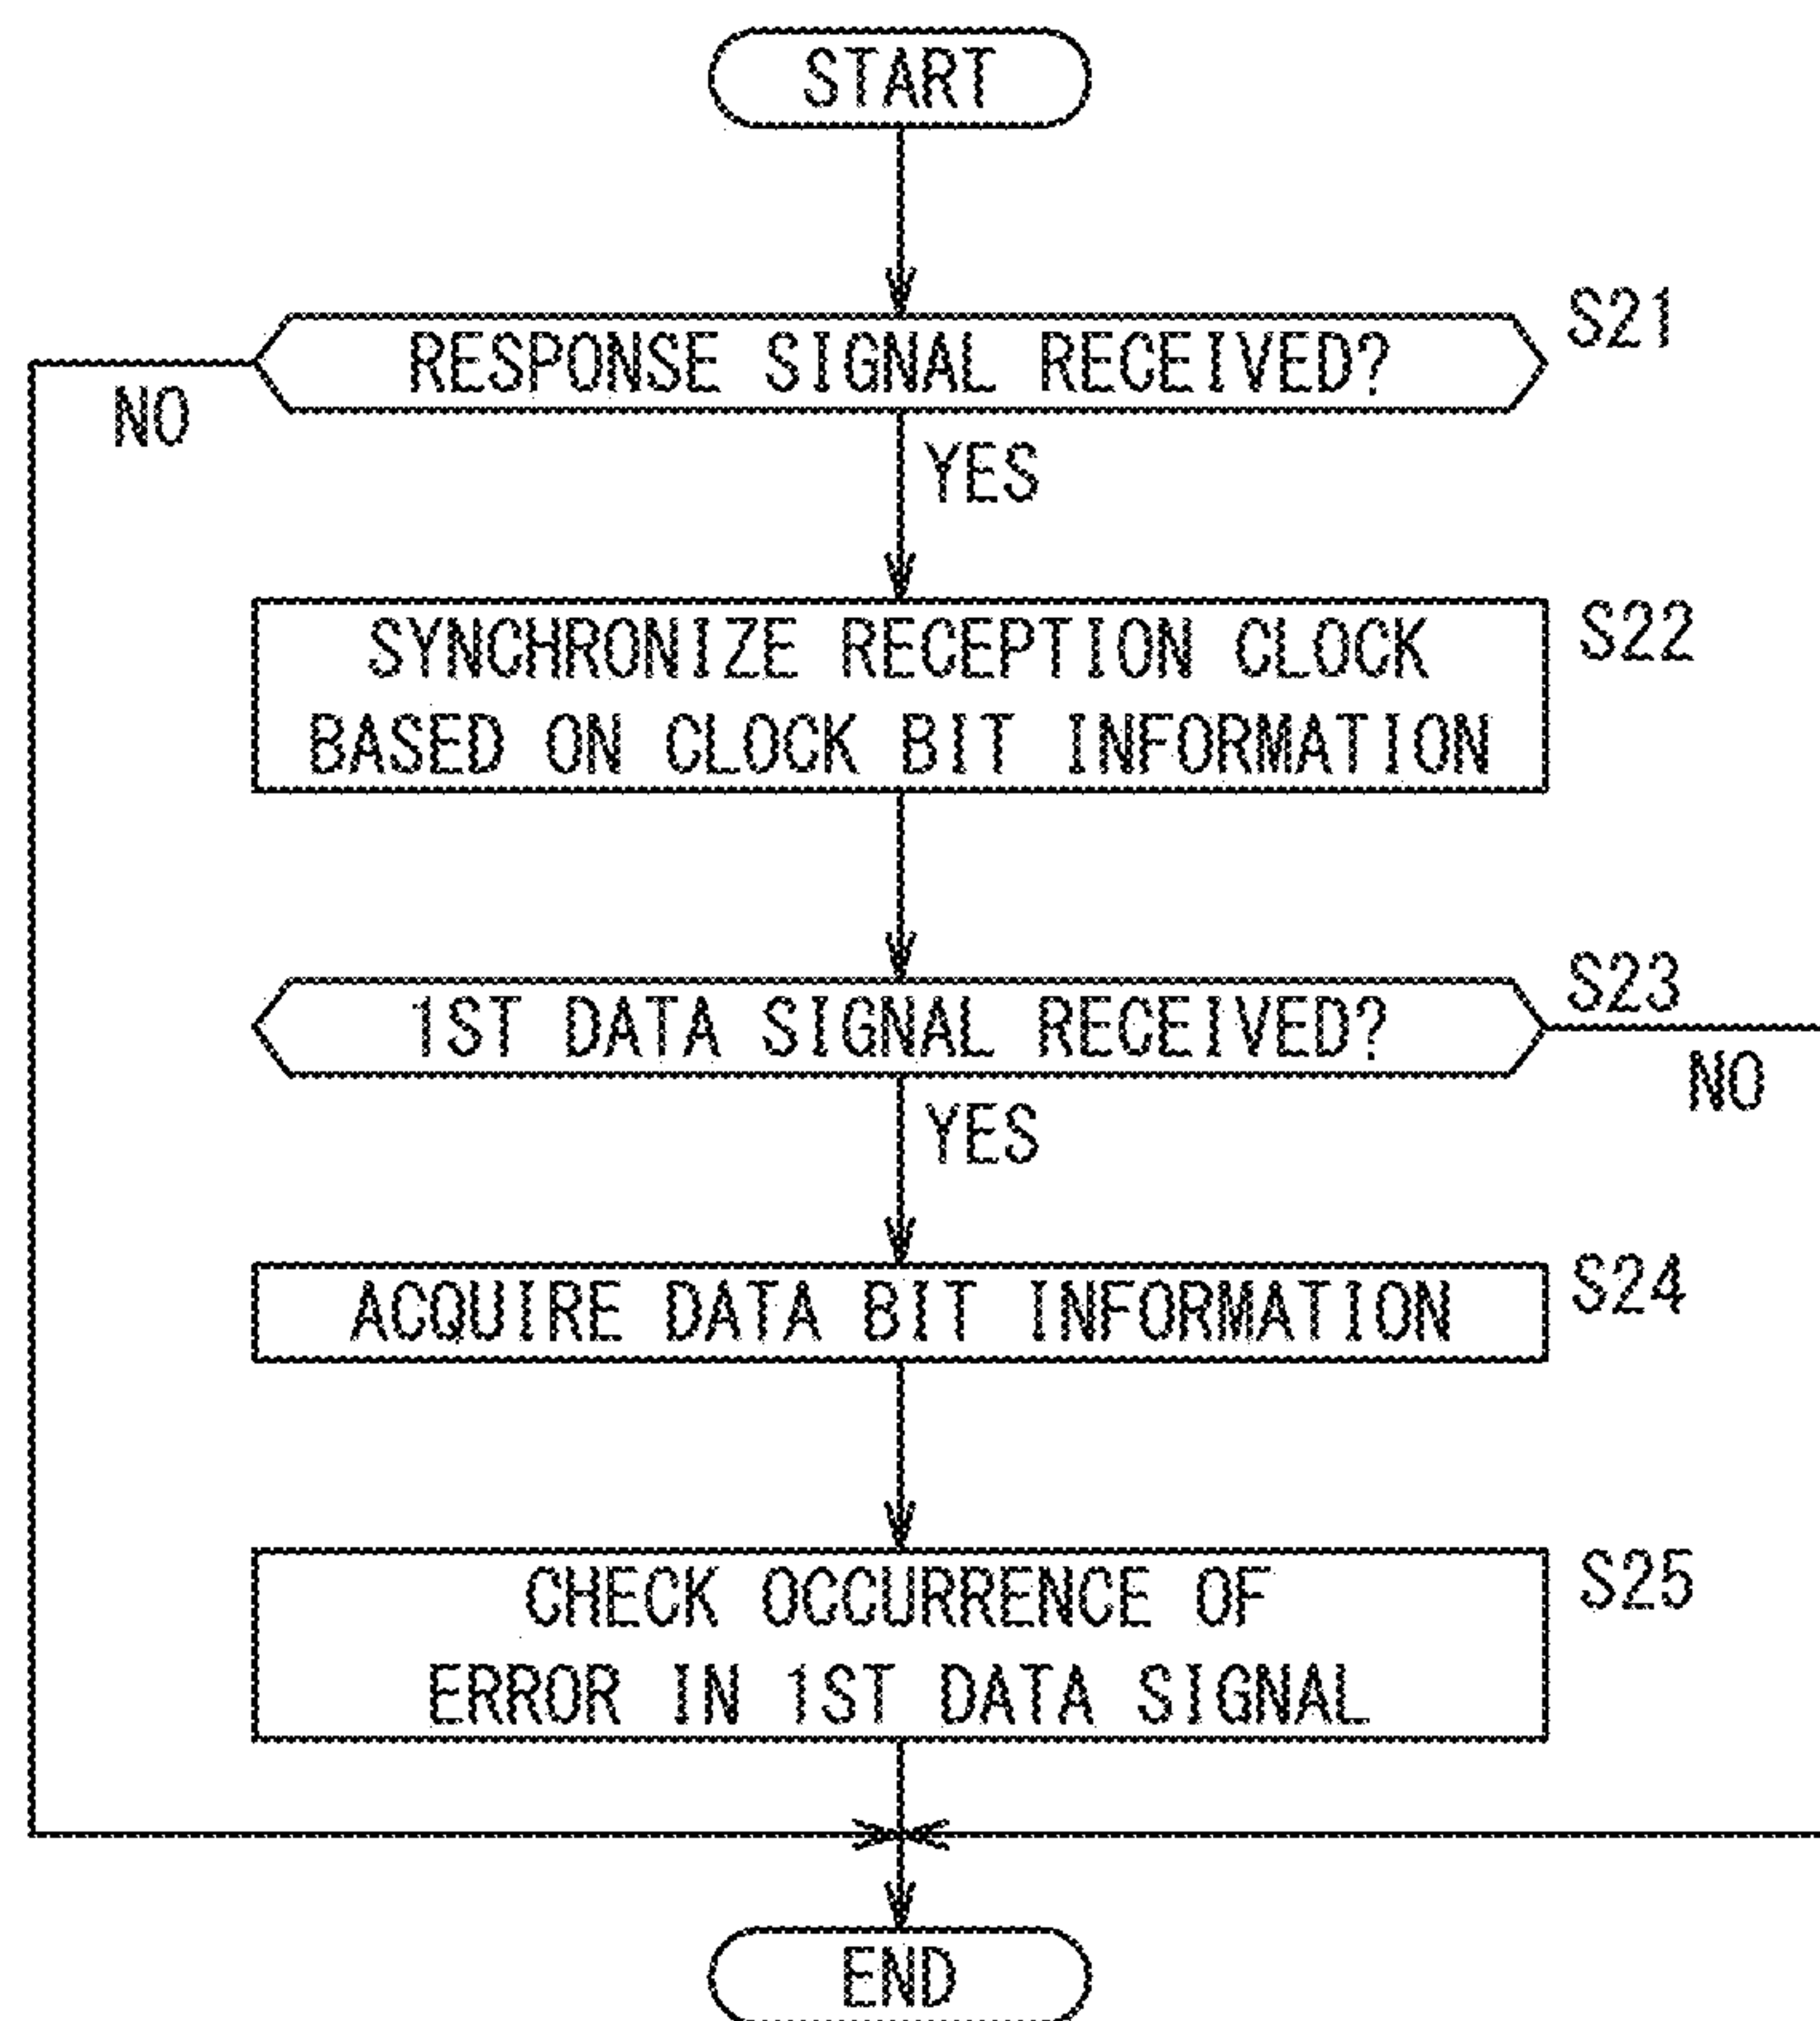 START
RESPONSE SIGNAL RECEIVED?
S21
NO
YES
SYNCHRONIZE RECEPTION CLOCK
BASED ON CLOCK BIT INFORMATION
S22
1ST DATA SIGNAL RECEIVED?
S23
NO
YES
ACQUIRE DATA BIT INFORMATION
S24
CHECK OCCURRENCE OF
ERROR IN 1ST DATA SIGNAL
S25
END